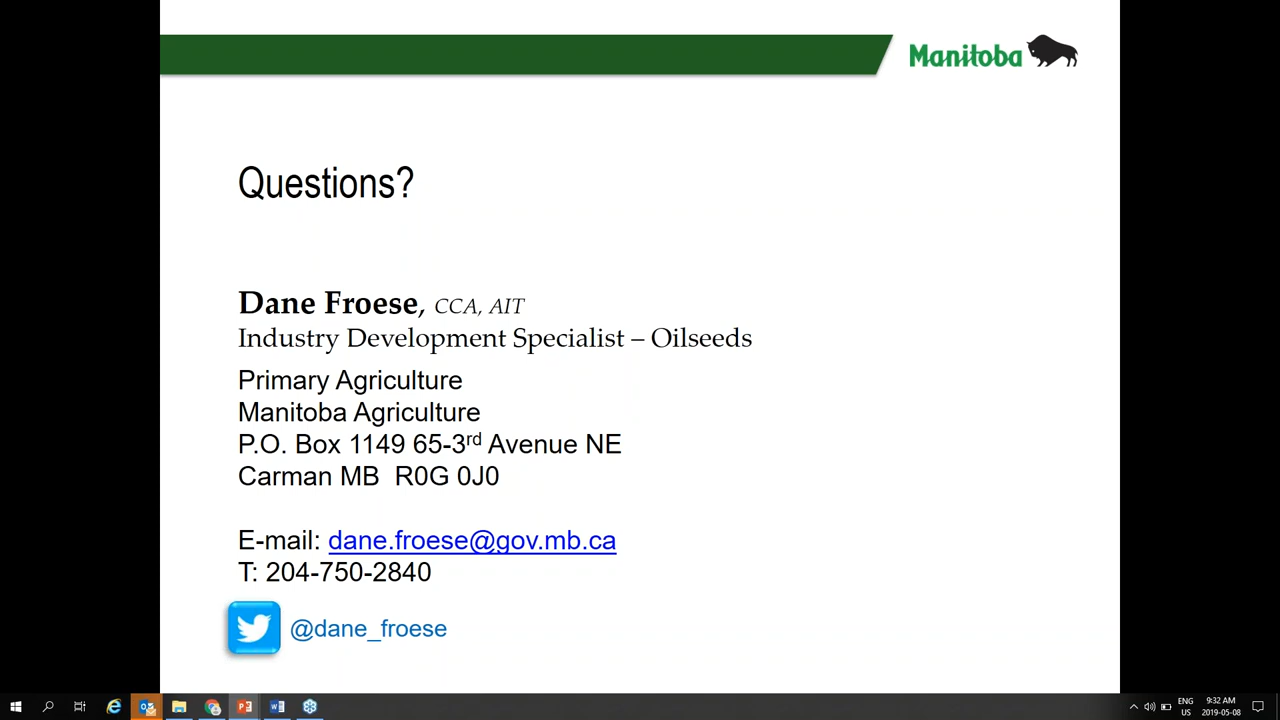 Manitoba
Questions?
Dane Froese, CCA, AIT
Industry Development Specialist – Oilseeds
Primary Agriculture
Manitoba Agriculture
P.O. Box 1149 65-3rd Avenue NE
Carman MB R0G 0J0
E-mail: dane.froese@gov.mb.ca
T: 204-750-2840
@dane_froese
ENG 9:32 AM
US 2019-05-08